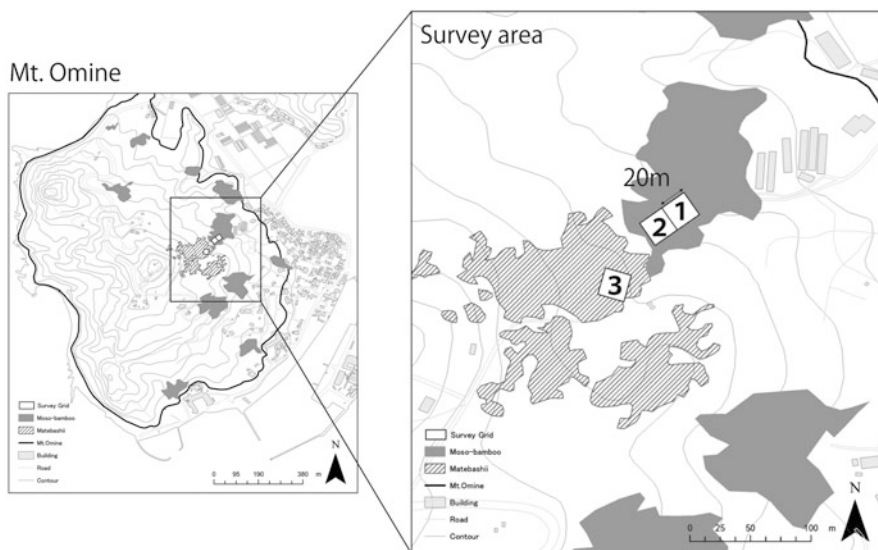 Mt. Omine
Survey Grid
Moso-bamboo
Matebashii
Mt.Omine
Building
Road
Contour
0 95 190 380 m
N
Survey area
20m
1
2
3
Survey Grid
Moso-bamboo
Matebashii
Mt.Omine
Building
Road
Contour
0 25 50 100 m
N